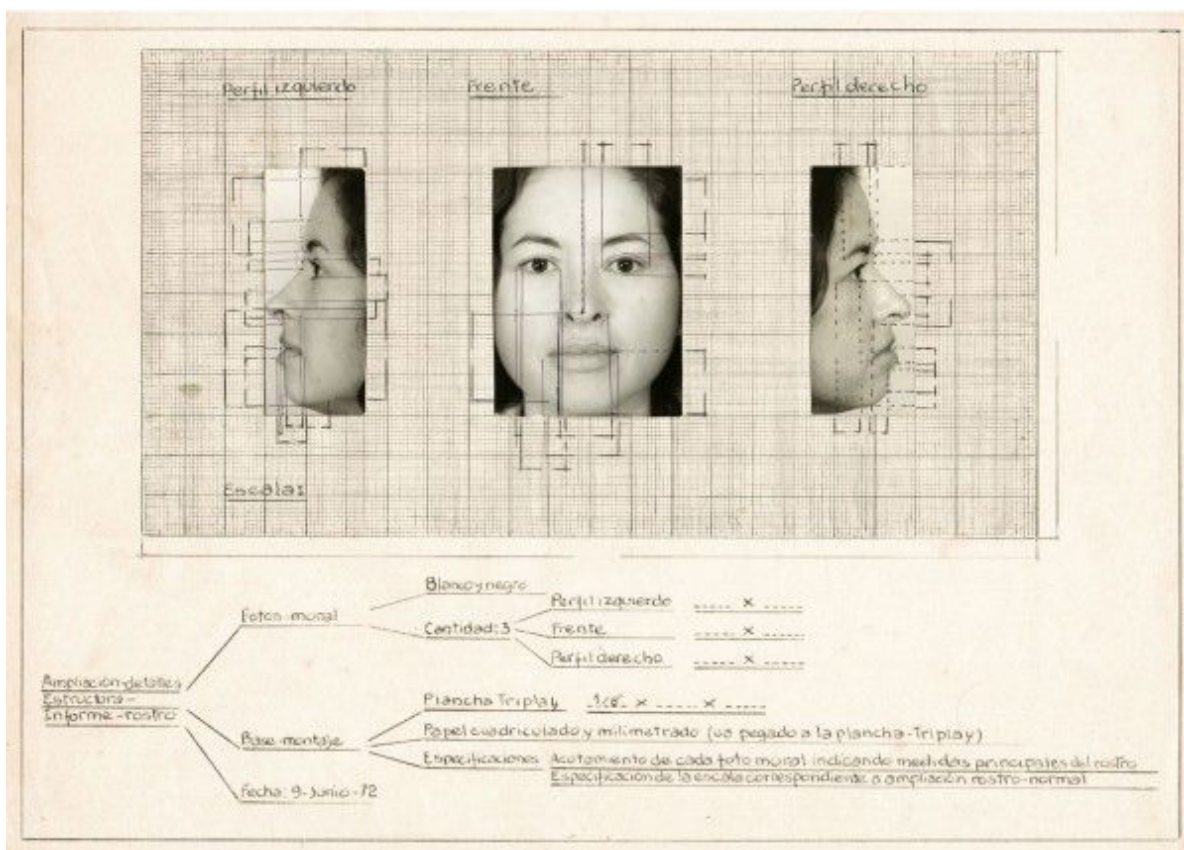 Perfil izquierdo
Frente
Perfil derecho
Escala:
Blanco y negro
Fotos-mural
Cantidad: 3
Perfil izquierdo ..... x .....
Frente ..... x .....
Perfil derecho ..... x .....
Ampliación-detalles
Estructura-
Informe-rostro
Plancha Triplay x ..... x .....
Base-montaje
Papel cuadriculado y milimetrado (va pegado a la plancha-Triplay)
Especificaciones
Acotamiento de cada foto mural indicando medidas principales del rostro
Especificación de la escala correspondiente a ampliación rostro-normal
Fecha: 9-Junio-72